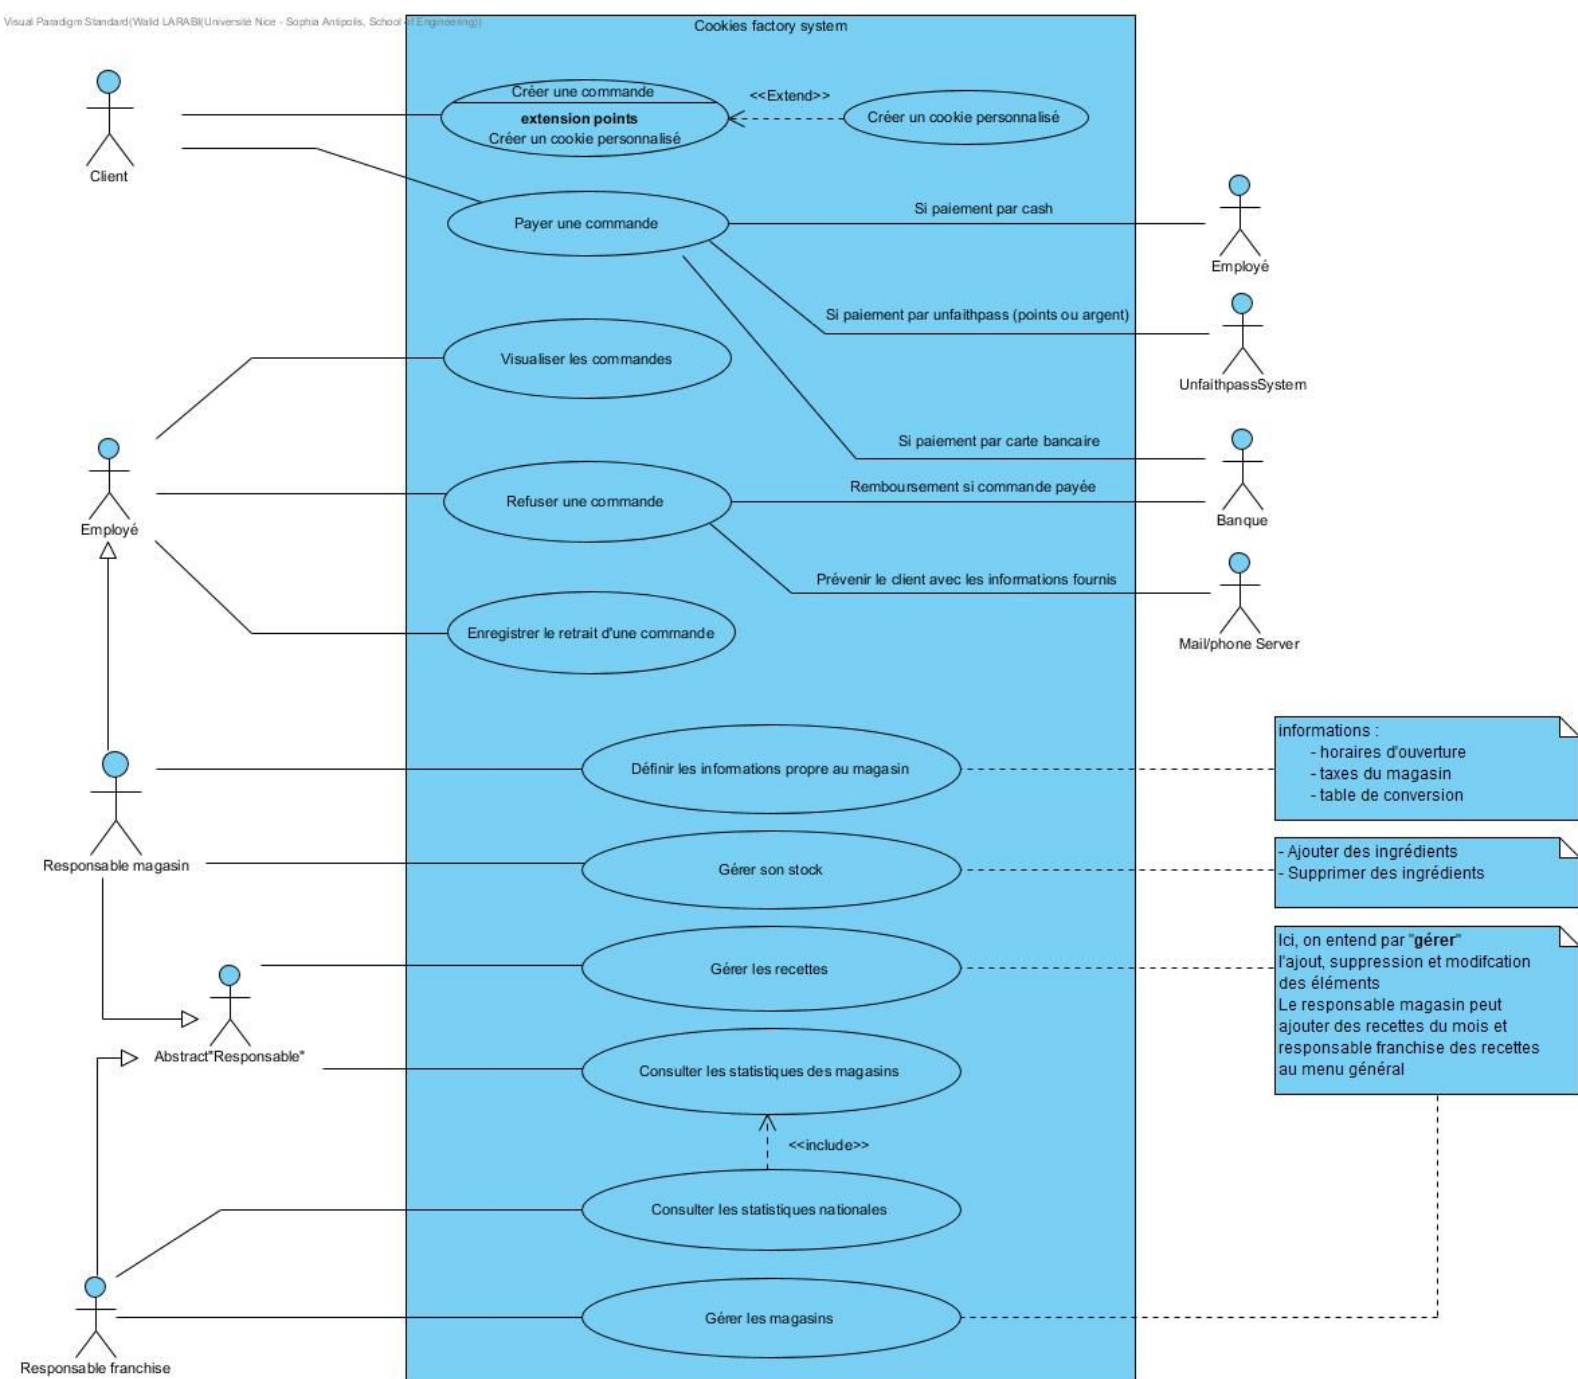 Visual Paradigm Standard(Walid LARABI(Université Nice - Sophia Antipolis, School of Engineering))
Cookies factory system
Créer une commande
extension points
Créer un cookie personnalisé
<<Extend>>
Créer un cookie personnalisé
Client
Payer une commande
Si paiement par cash
Employé
Si paiement par unfaithpass (points ou argent)
UnfaithpassSystem
Visualiser les commandes
Si paiement par carte bancaire
Employé
Refuser une commande
Remboursement si commande payée
Banque
Prévenir le client avec les informations fournis
Mail/phone Server
Enregistrer le retrait d'une commande
Responsable magasin
Définir les informations propre au magasin
informations :
- horaires d'ouverture
- taxes du magasin
- table de conversion
Gérer son stock
- Ajouter des ingrédients
- Supprimer des ingrédients
Gérer les recettes
Ici, on entend par "gérer"
l'ajout, suppression et modifcation
des éléments
Le responsable magasin peut
ajouter des recettes du mois et
responsable franchise des recettes
au menu général
Abstract"Responsable"
Consulter les statistiques des magasins
<<include>>
Consulter les statistiques nationales
Gérer les magasins
Responsable franchise